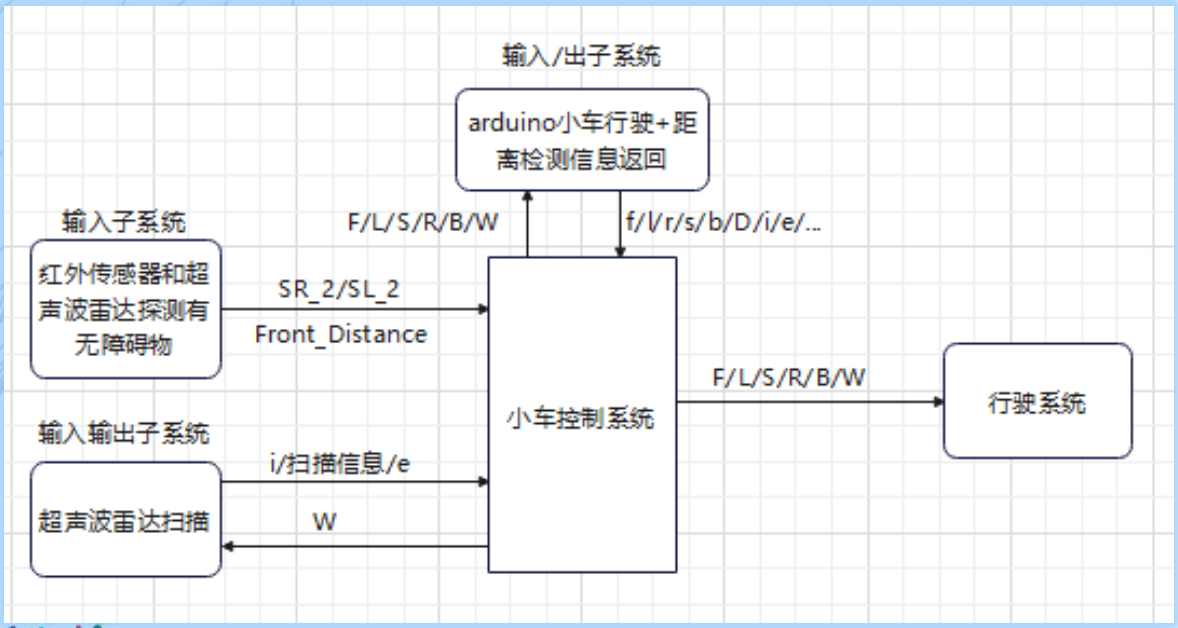 输入/出子系统
arduino小车行驶+距
离检测信息返回
F/L/S/R/B/W
f/l/r/s/b/D/i/e/...
输入子系统
红外传感器和超
声波雷达探测有
无障碍物
SR_2/SL_2
Front_Distance
小车控制系统
F/L/S/R/B/W
行驶系统
输入输出子系统
超声波雷达扫描
i/扫描信息/e
W